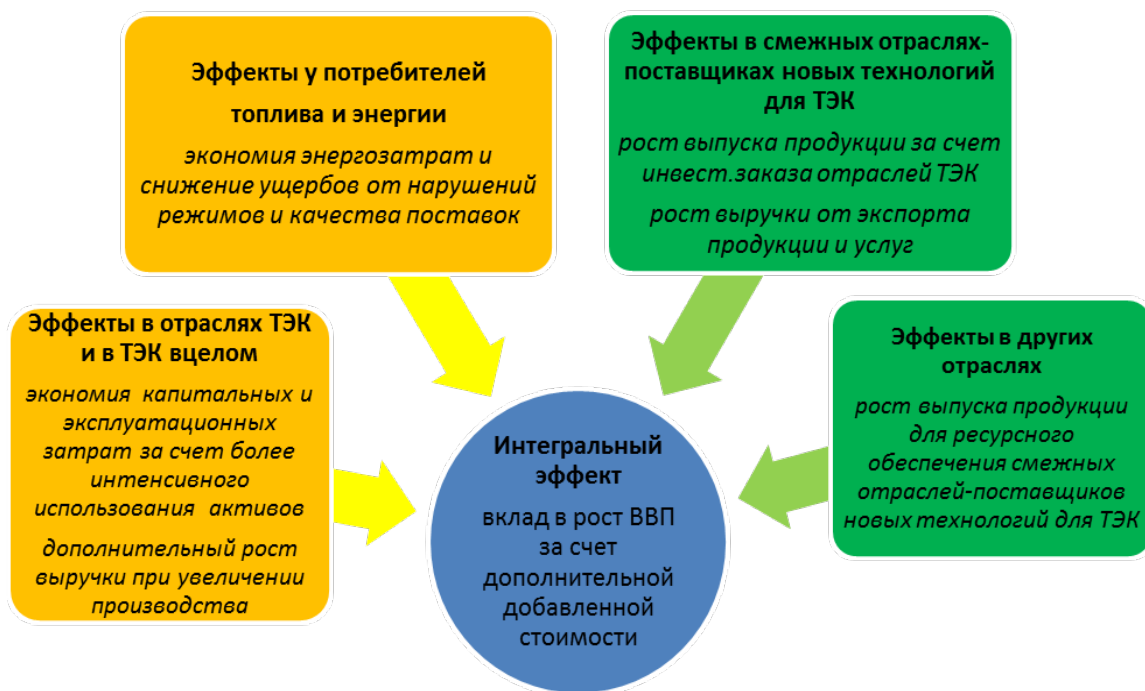 Эффекты у потребителей
топлива и энергии
экономия энергозатрат и
снижение ущербов от нарушений
режимов и качества поставок
Эффекты в смежных отраслях-
поставщиках новых технологий
для ТЭК
рост выпуска продукции за счет
инвест.заказа отраслей ТЭК
рост выручки от экспорта
продукции и услуг
Эффекты в отраслях ТЭК
и в ТЭК вцелом
экономия капитальных и
эксплуатационных
затрат за счет более
интенсивного
использования активов
дополнительный рост
выручки при увеличении
производства
Интегральный
эффект
вклад в рост ВВП
за счет
дополнительной
добавленной
стоимости
Эффекты в других
отраслях
рост выпуска продукции
для ресурсного
обеспечения смежных
отраслей-поставщиков
новых технологий для ТЭК